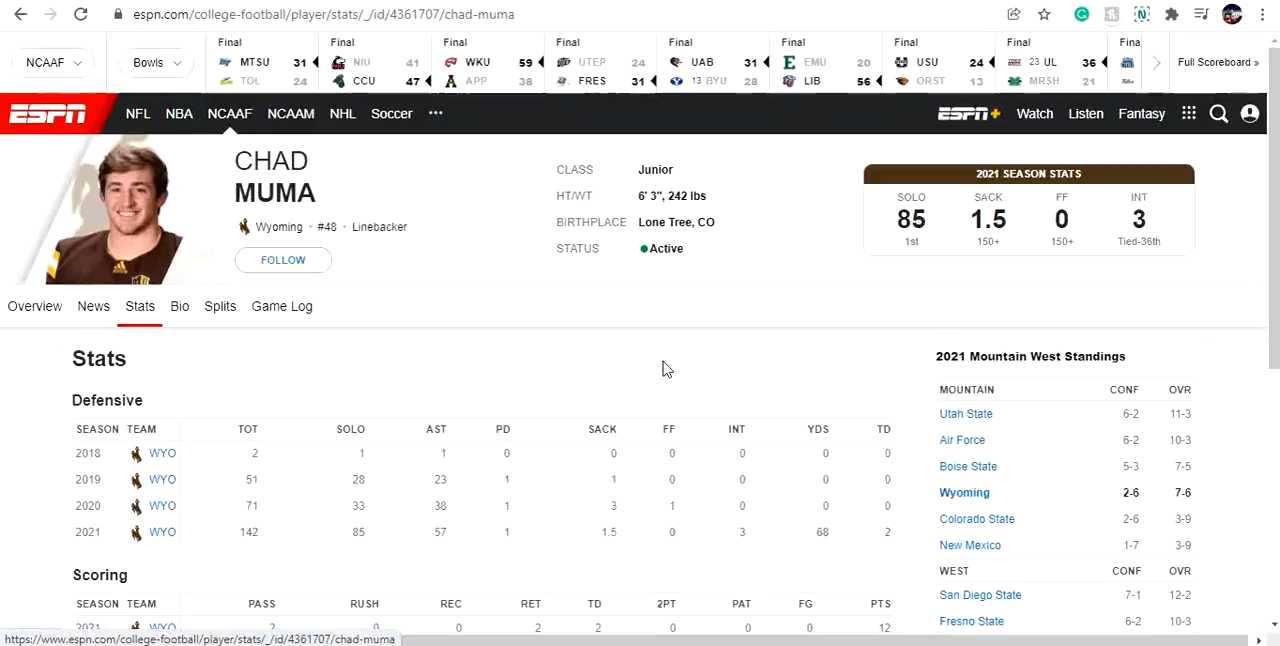 espn.com/college-football/player/stats/_/id/4361707/chad-muma
NCAAF
Bowls
Final
MTSU 31
TOL 24
Final
NIU 41
CCU 47
Final
WKU 59
APP 38
Final
UTEP 24
FRES 31
Final
UAB 31
13 BYU 28
Final
EMU 20
LIB 56
Final
USU 24
ORST 13
Final
23 UL 36
MRSH 21
Fina
Full Scoreboard »
ESPN NFL NBA NCAAF NCAAM NHL Soccer ••• ESPN+ Watch Listen Fantasy
CHAD
MUMA
Wyoming • #48 • Linebacker
FOLLOW
CLASS Junior
HT/WT 6' 3", 242 lbs
BIRTHPLACE Lone Tree, CO
STATUS Active
2021 SEASON STATS
SOLO SACK FF INT
85 1.5 0 3
1st 150+ 150+ Tied-36th
Overview News Stats Bio Splits Game Log
Stats
Defensive
SEASON TEAM TOT SOLO AST PD SACK FF INT YDS TD
2018 WYO 2 1 1 0 0 0 0 0 0
2019 WYO 51 28 23 1 1 0 0 0 0
2020 WYO 71 33 38 1 3 1 0 0 0
2021 WYO 142 85 57 1 1.5 0 3 68 2
Scoring
SEASON TEAM PASS RUSH REC RET TD 2PT PAT FG PTS
2021 WYO 2 0 0 2 2 0 0 0 12
2021 Mountain West Standings
MOUNTAIN CONF OVR
Utah State 6-2 11-3
Air Force 6-2 10-3
Boise State 5-3 7-5
Wyoming 2-6 7-6
Colorado State 2-6 3-9
New Mexico 1-7 3-9
WEST CONF OVR
San Diego State 7-1 12-2
Fresno State 6-2 10-3
https://www.espn.com/college-football/player/stats/_/id/4361707/chad-muma